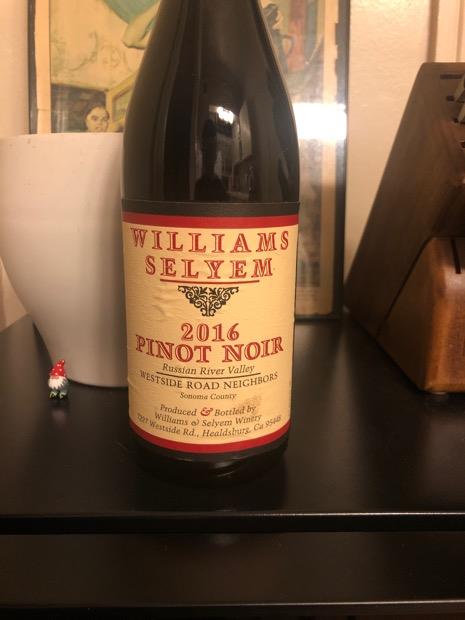 WILLIAMS
SELYEM
2016
PINOT NOIR
Russian River Valley
WESTSIDE ROAD NEIGHBORS
Sonoma County
Produced & Bottled by
Williams & Selyem Winery
7227 Westside Rd., Healdsburg, Ca 95448